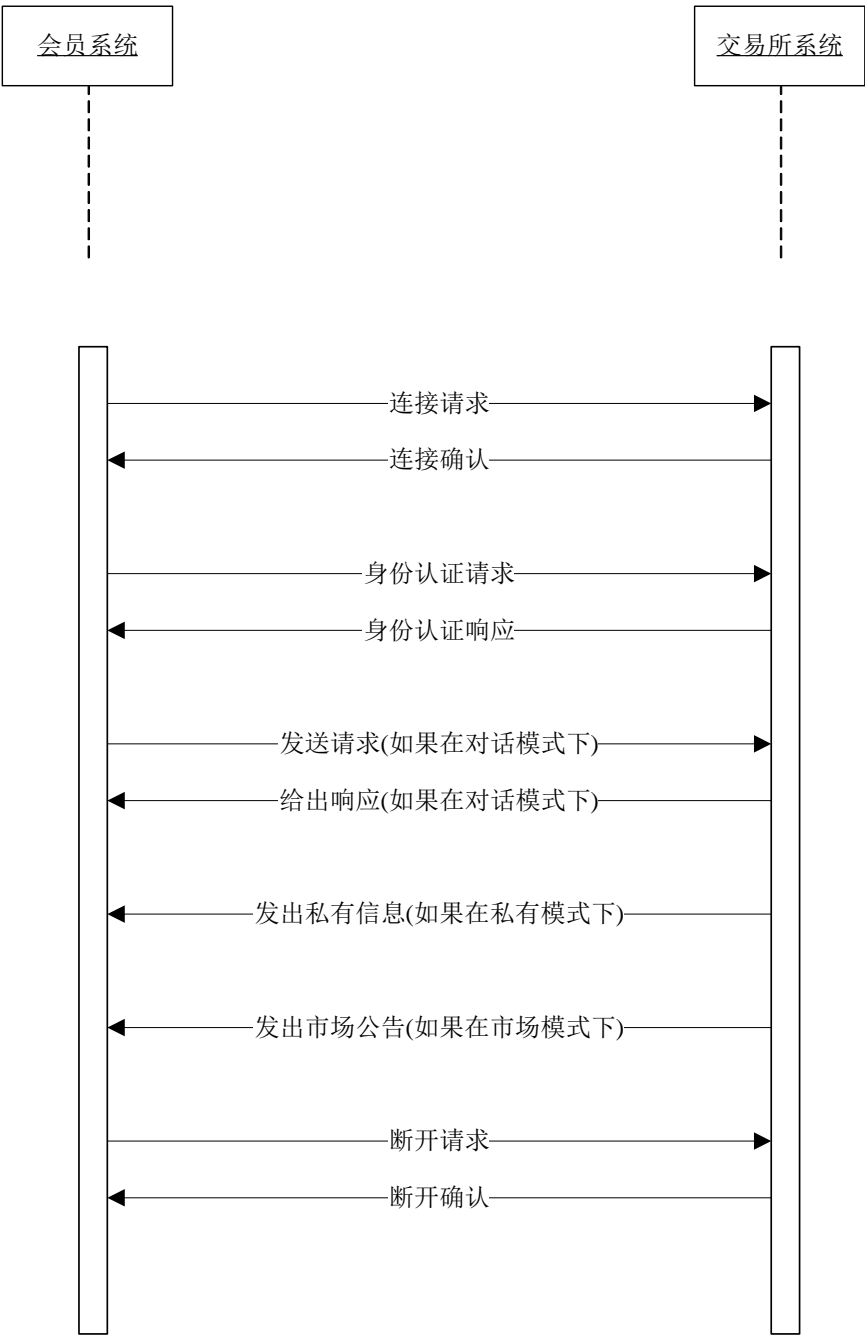 会员系统
交易所系统
连接请求
连接确认
身份认证请求
身份认证响应
发送请求(如果在对话模式下)
给出响应(如果在对话模式下)
发出私有信息(如果在私有模式下)
发出市场公告(如果在市场模式下)
断开请求
断开确认